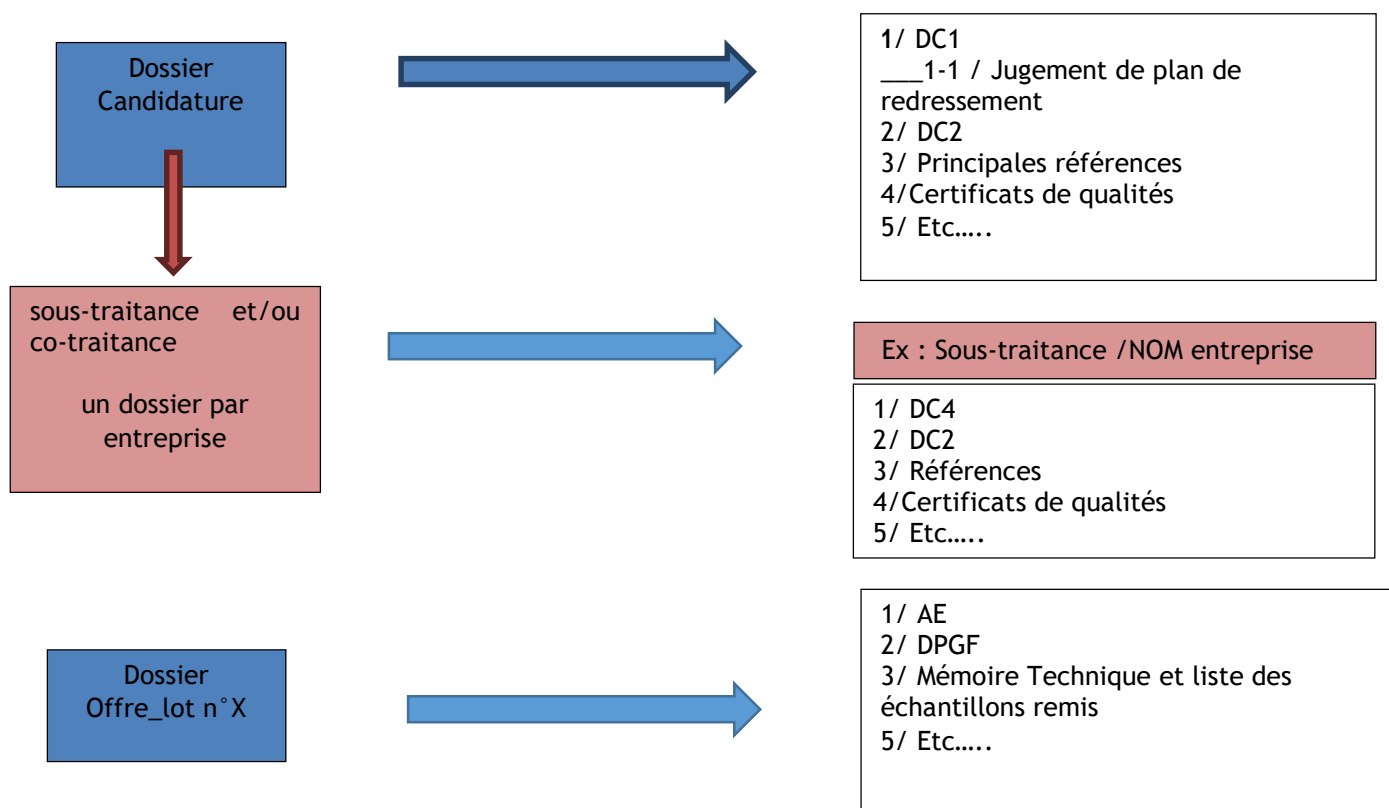 Dossier
Candidature
1/ DC1
___1-1 / Jugement de plan de
redressement
2/ DC2
3/ Principales références
4/Certificats de qualités
5/ Etc…..
sous-traitance et/ou
co-traitance
un dossier par
entreprise
Ex : Sous-traitance /NOM entreprise
1/ DC4
2/ DC2
3/ Références
4/Certificats de qualités
5/ Etc…..
Dossier
Offre_lot n°X
1/ AE
2/ DPGF
3/ Mémoire Technique et liste des
échantillons remis
5/ Etc…..